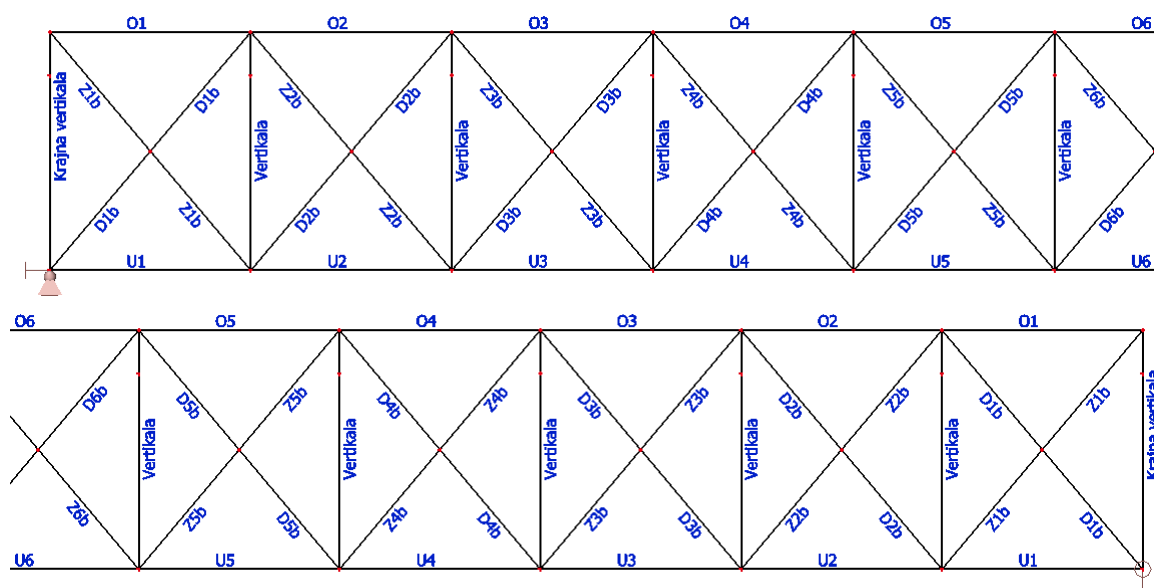 O1 O2 O3 O4 O5 O6
Z1b D1b Z2b D2b Z3b D3b Z4b D4b Z5b D5b Z6b
Krajna vertikala Vertikala Vertikala Vertikala Vertikala Vertikala
D1b Z1b D2b Z2b D3b Z3b D4b Z4b D5b Z5b D6b
U1 U2 U3 U4 U5 U6
O6 O5 O4 O3 O2 O1
D6b D5b Z5b D4b Z4b D3b Z3b D2b Z2b D1b Z1b
Vertikala Vertikala Vertikala Vertikala Vertikala Krajna vertikala
Z6b Z5b D5b Z4b D4b Z3b D3b Z2b D2b Z1b D1b
U6 U5 U4 U3 U2 U1